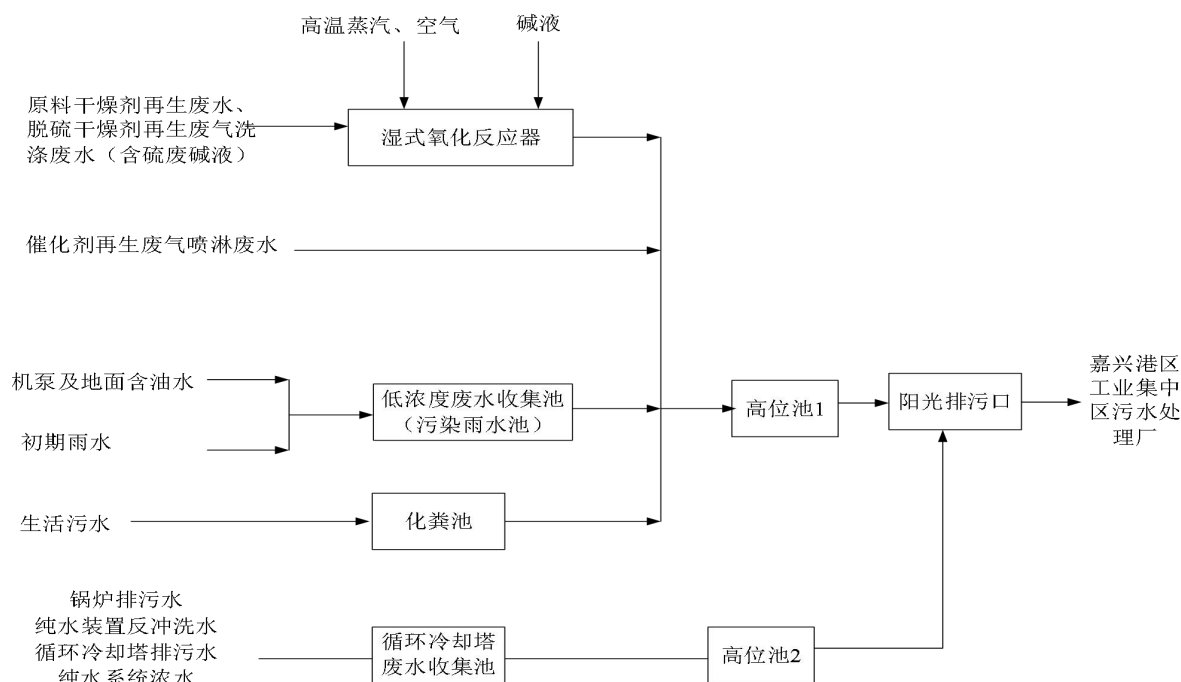 高温蒸汽、空气
碱液
原料干燥剂再生废水、
脱硫干燥剂再生废气洗
涤废水（含硫废碱液）
湿式氧化反应器
催化剂再生废气喷淋废水
机泵及地面含油水
初期雨水
低浓度废水收集池
（污染雨水池）
高位池1
阳光排污口
嘉兴港区
工业集中
区污水处
理厂
生活污水
化粪池
锅炉排污水
纯水装置反冲洗水
循环冷却塔排污水
纯水系统浓水
循环冷却塔
废水收集池
高位池2